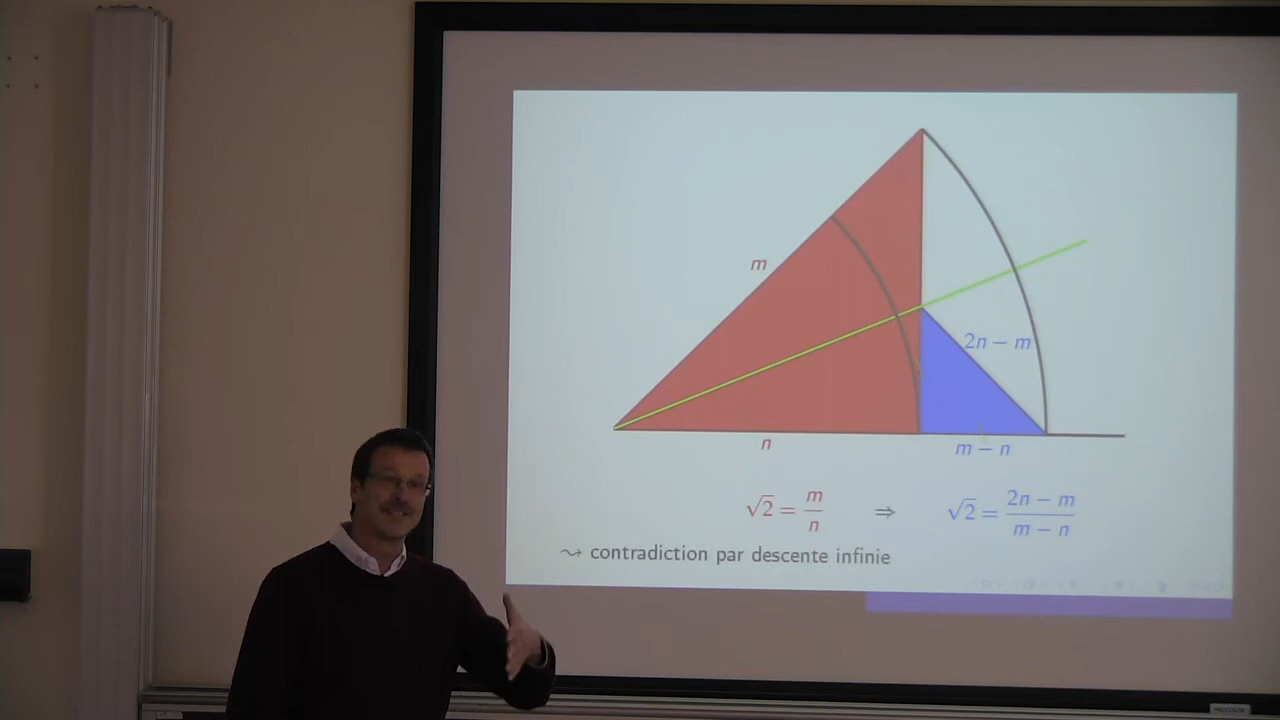 m
2n − m
n
m − n
√2 = m/n ⇒ √2 = (2n − m)/(m − n)
⇝ contradiction par descente infinie